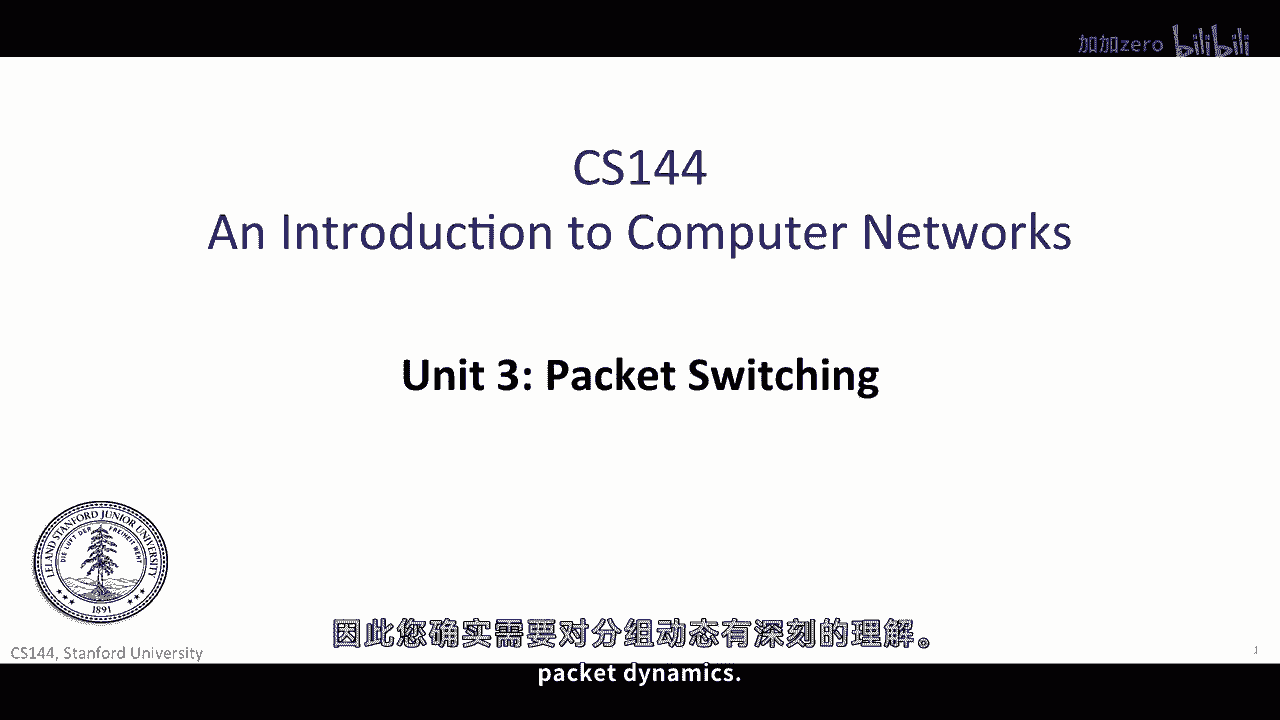 加加zero bilibili
CS144
An Introduction to Computer Networks
Unit 3: Packet Switching
LELAND STANFORD JUNIOR UNIVERSITY
DIE LUFT DER FREIHEIT WEHT
1891
因此您确实需要对分组动态有深刻的理解。
CS144, Stanford University
1
packet dynamics.